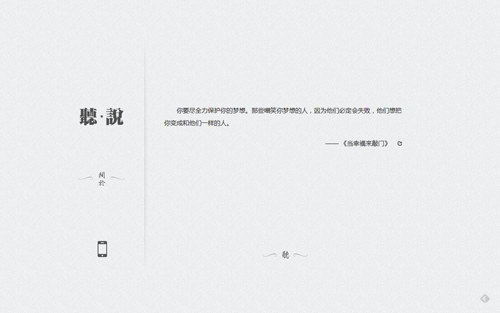 聽·說
關
於
你要尽全力保护你的梦想。那些嘲笑你梦想的人，因为他们必定会失败，他们想把
你变成和他们一样的人。
——《当幸福来敲门》
聽